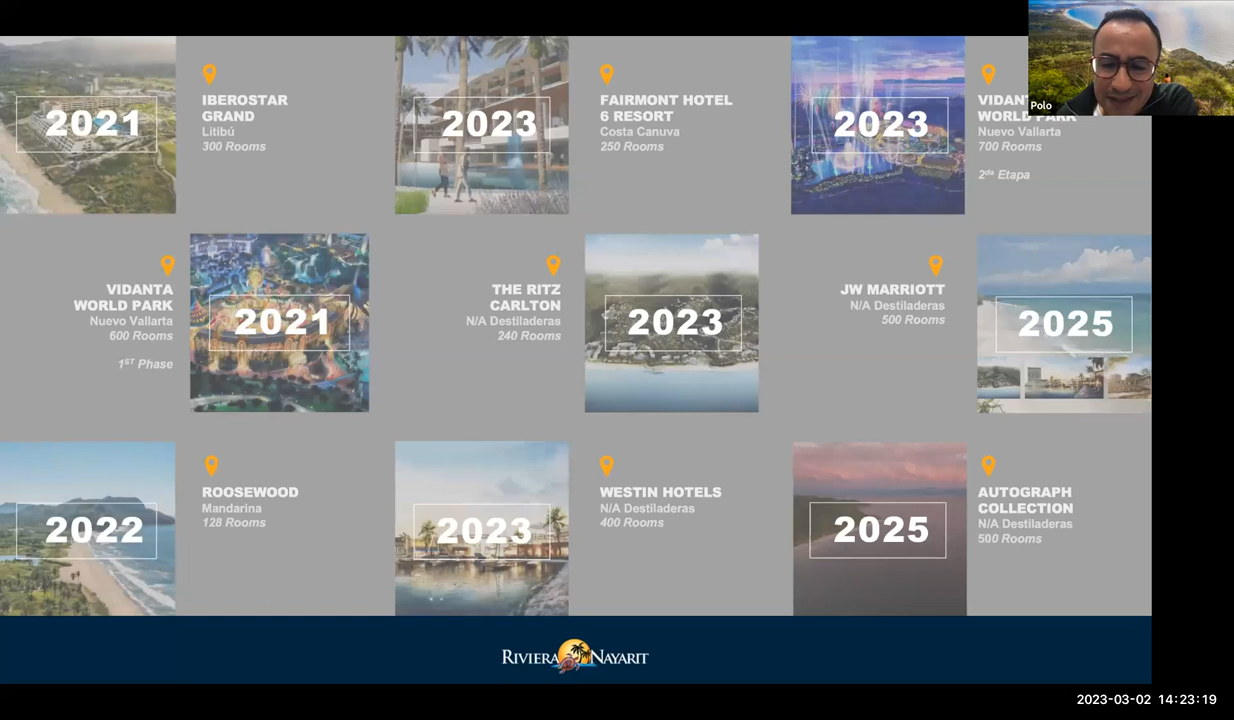 Polo
2021
IBEROSTAR
GRAND
Litibú
300 Rooms
2023
FAIRMONT HOTEL
6 RESORT
Costa Canuva
250 Rooms
2023
WORLD PARK
Nuevo Vallarta
700 Rooms
2da Etapa
VIDANTA
WORLD PARK
Nuevo Vallarta
600 Rooms
1ST Phase
2021
THE RITZ
CARLTON
N/A Destiladeras
240 Rooms
2023
JW MARRIOTT
N/A Destiladeras
500 Rooms
2025
2022
ROOSEWOOD
Mandarina
128 Rooms
2023
WESTIN HOTELS
N/A Destiladeras
400 Rooms
2025
AUTOGRAPH
COLLECTION
N/A Destiladeras
500 Rooms
RIVIERA NAYARIT
2023-03-02 14:23:19